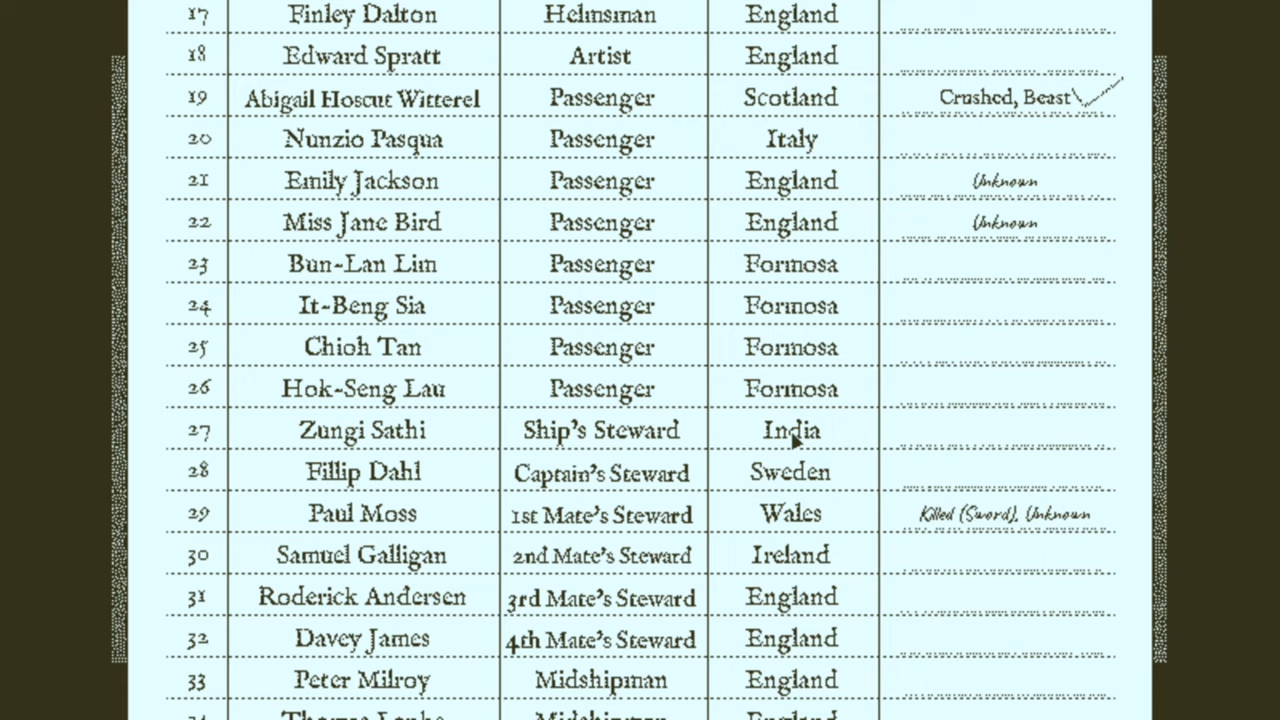 17 Finley Dalton Helmsman England
18 Edward Spratt Artist England
19 Abigail Hoscut Witterel Passenger Scotland Crushed, Beast
20 Nunzio Pasqua Passenger Italy
21 Emily Jackson Passenger England Unknown
22 Miss Jane Bird Passenger England Unknown
23 Bun-Lan Lim Passenger Formosa
24 It-Beng Sia Passenger Formosa
25 Chioh Tan Passenger Formosa
26 Hok-Seng Lau Passenger Formosa
27 Zungi Sathi Ship's Steward India
28 Fillip Dahl Captain's Steward Sweden
29 Paul Moss 1st Mate's Steward Wales Killed (Sword), Unknown
30 Samuel Galligan 2nd Mate's Steward Ireland
31 Roderick Andersen 3rd Mate's Steward England
32 Davey James 4th Mate's Steward England
33 Peter Milroy Midshipman England